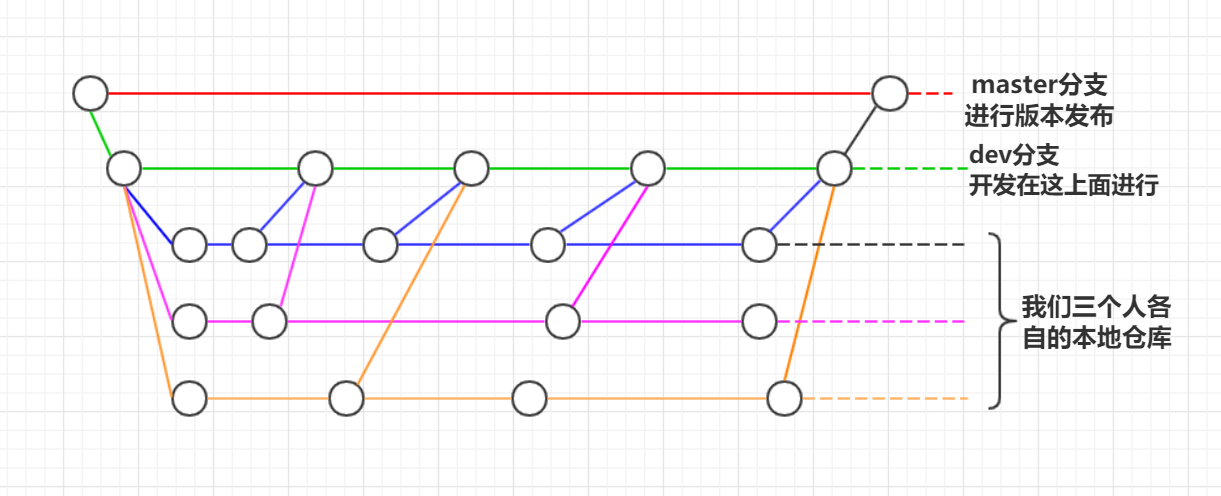 master分支
进行版本发布
dev分支
开发在这上面进行
我们三个人各
自的本地仓库